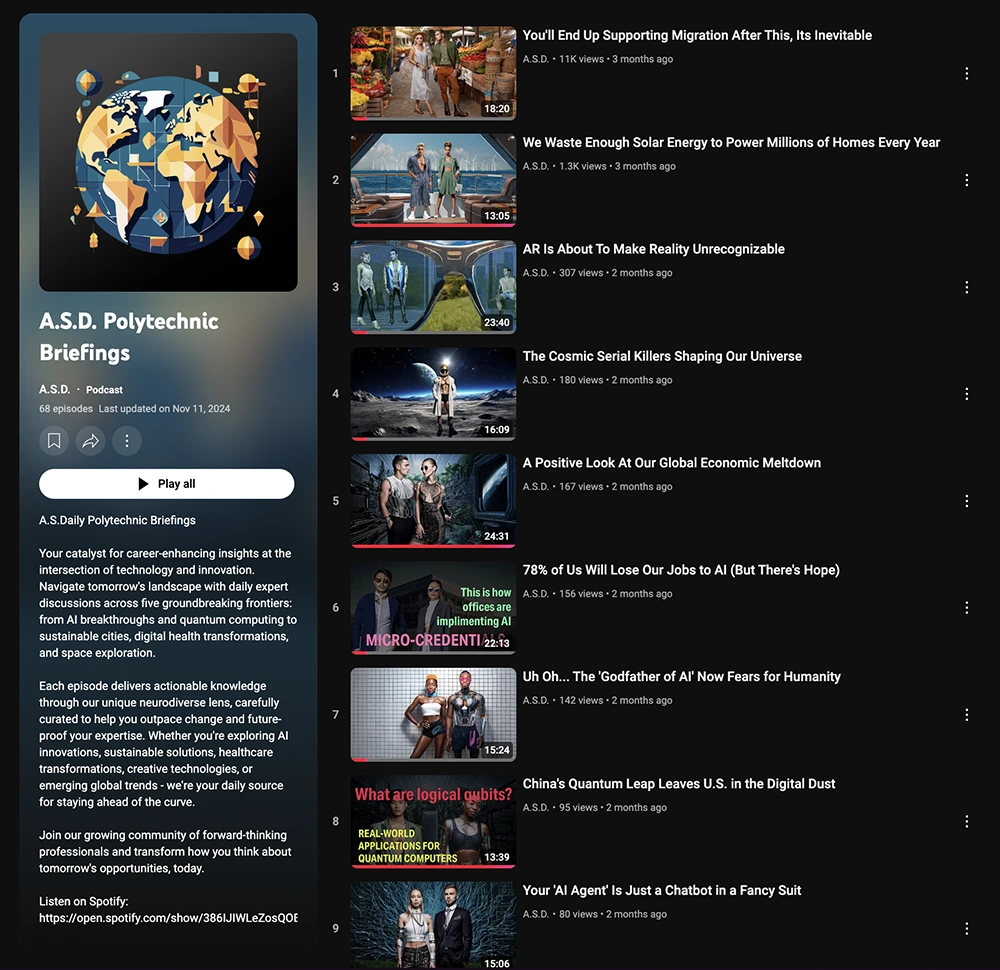 A.S.D. Polytechnic
Briefings
A.S.D. · Podcast
68 episodes Last updated on Nov 11, 2024
Play all
A.S.Daily Polytechnic Briefings
Your catalyst for career-enhancing insights at the
intersection of technology and innovation.
Navigate tomorrow's landscape with daily expert
discussions across five groundbreaking frontiers:
from AI breakthroughs and quantum computing to
sustainable cities, digital health transformations,
and space exploration.
Each episode delivers actionable knowledge
through our unique neurodiverse lens, carefully
curated to help you outpace change and future-
proof your expertise. Whether you're exploring AI
innovations, sustainable solutions, healthcare
transformations, creative technologies, or
emerging global trends - we're your daily source
for staying ahead of the curve.
Join our growing community of forward-thinking
professionals and transform how you think about
tomorrow's opportunities, today.
Listen on Spotify:
https://open.spotify.com/show/386IJIWLeZosQOE
1
18:20
You'll End Up Supporting Migration After This, Its Inevitable
A.S.D. • 11K views • 3 months ago
2
13:05
We Waste Enough Solar Energy to Power Millions of Homes Every Year
A.S.D. • 1.3K views • 3 months ago
3
23:40
AR Is About To Make Reality Unrecognizable
A.S.D. • 307 views • 2 months ago
4
16:09
The Cosmic Serial Killers Shaping Our Universe
A.S.D. • 180 views • 2 months ago
5
24:31
A Positive Look At Our Global Economic Meltdown
A.S.D. • 167 views • 2 months ago
6
This is how
offices are
implimenting AI
MICRO-CREDENTIALS
22:13
78% of Us Will Lose Our Jobs to AI (But There's Hope)
A.S.D. • 156 views • 2 months ago
7
15:24
Uh Oh... The 'Godfather of AI' Now Fears for Humanity
A.S.D. • 142 views • 2 months ago
8
What are logical qubits?
REAL-WORLD
APPLICATIONS FOR
QUANTUM COMPUTERS
13:39
China's Quantum Leap Leaves U.S. in the Digital Dust
A.S.D. • 95 views • 2 months ago
9
15:06
Your 'AI Agent' Is Just a Chatbot in a Fancy Suit
A.S.D. • 80 views • 2 months ago